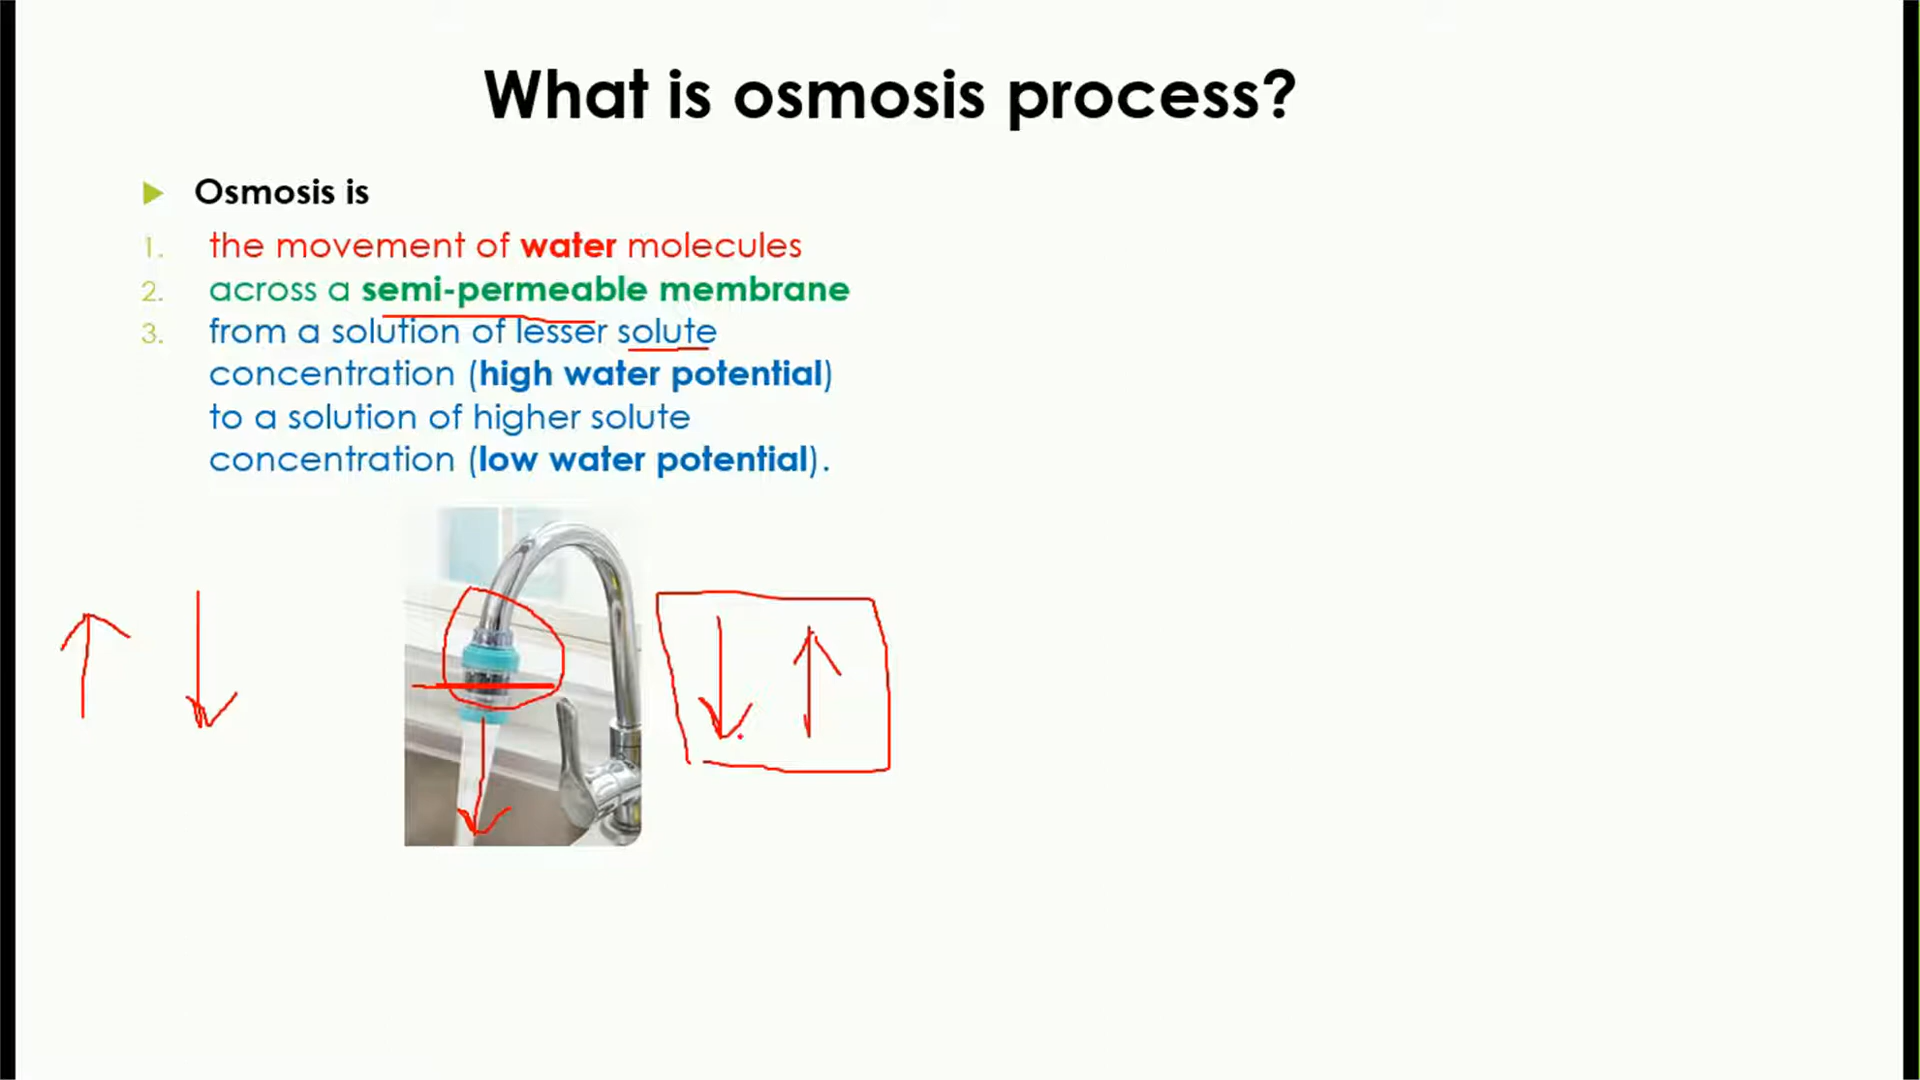 What is osmosis process?
Osmosis is
1. the movement of water molecules
2. across a semi-permeable membrane
3. from a solution of lesser solute
concentration (high water potential)
to a solution of higher solute
concentration (low water potential).